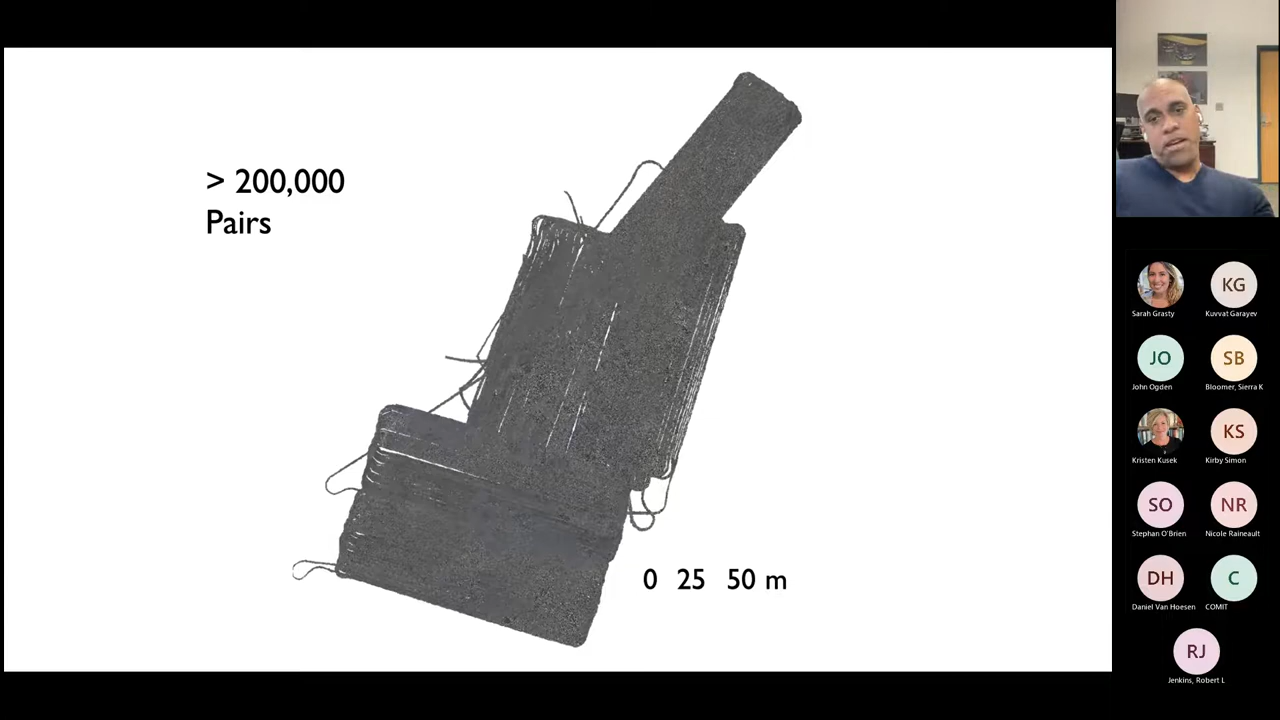 > 200,000
Pairs
0 25 50 m
Sarah Grasty
KG
Kuvvat Garayev
JO
John Ogden
SB
Bloomer, Sierra K
Kristen Kusek
KS
Kirby Simon
SO
Stephan O'Brien
NR
Nicole Raineault
DH
Daniel Van Hoesen
C
COMIT
RJ
Jenkins, Robert L